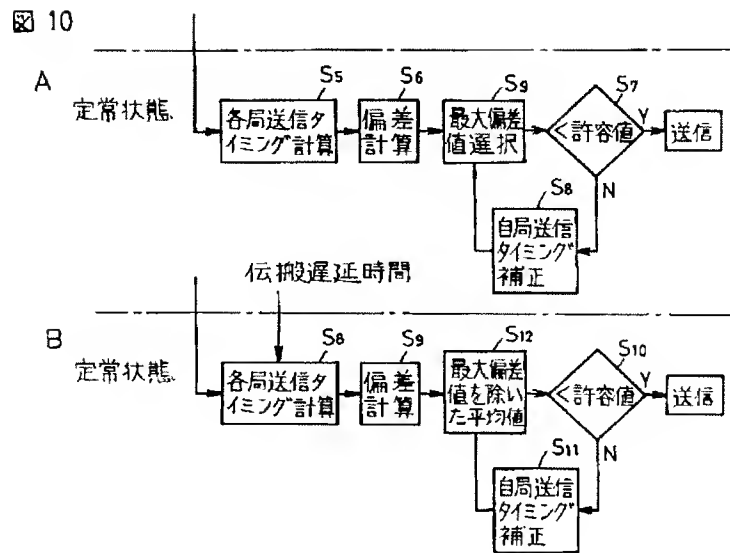 図 10
A
定常状態
S5
各局送信タ
イミング計算
S6
偏差
計算
S9
最大偏差
値選択
S7
<許容値
Y
送信
N
S8
自局送信
タイミング
補正
伝搬遅延時間
B
定常状態
S8
各局送信タ
イミング計算
S9
偏差
計算
S12
最大偏差
値を除い
た平均値
S10
<許容値
Y
送信
N
S11
自局送信
タイミング
補正